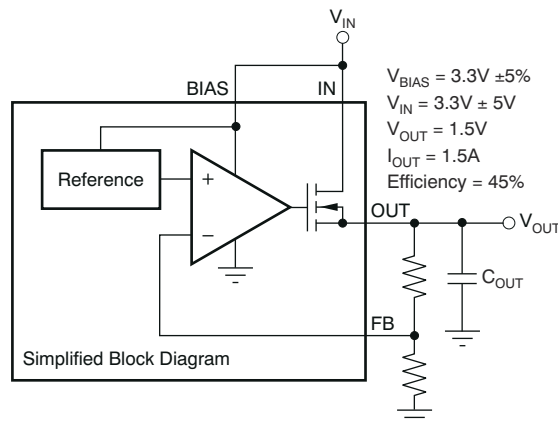 V_IN
BIAS
IN
V_BIAS = 3.3V ±5%
V_IN = 3.3V ± 5V
V_OUT = 1.5V
I_OUT = 1.5A
Efficiency = 45%
Reference
+
−
OUT
V_OUT
C_OUT
FB
Simplified Block Diagram